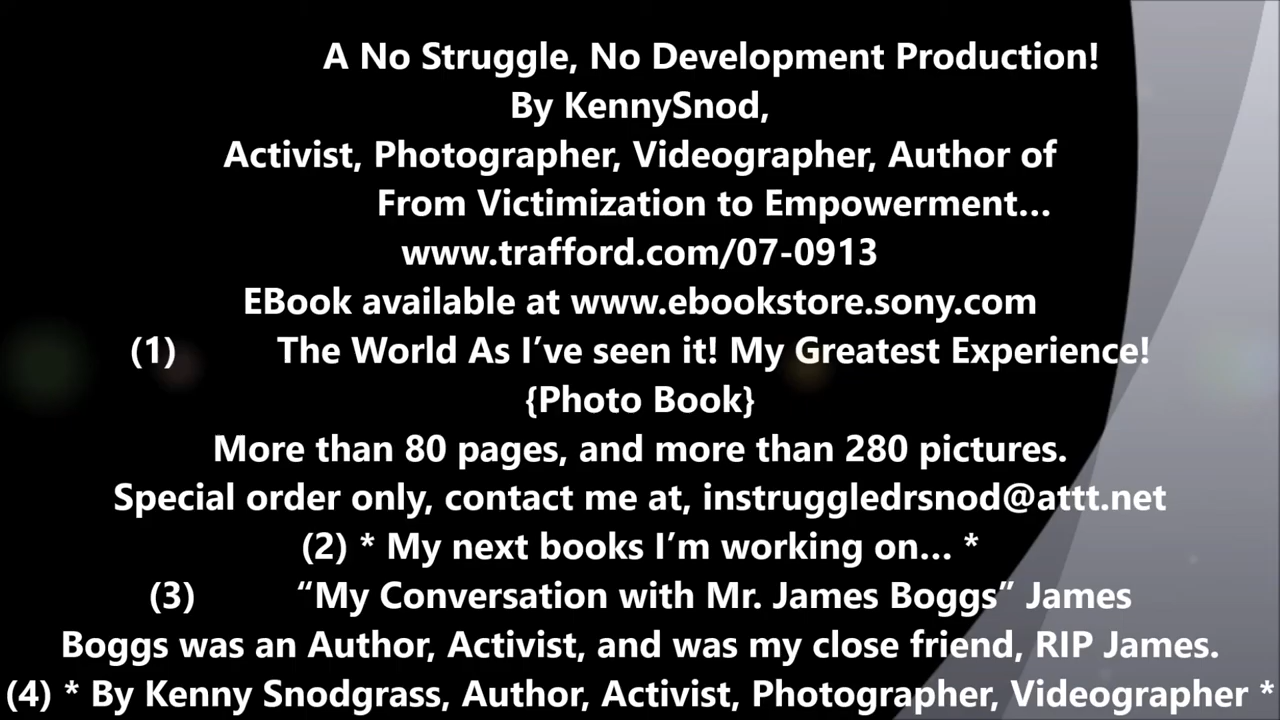 A No Struggle, No Development Production!
By KennySnod,
Activist, Photographer, Videographer, Author of
From Victimization to Empowerment…
www.trafford.com/07-0913
EBook available at www.ebookstore.sony.com
(1) The World As I’ve seen it! My Greatest Experience!
{Photo Book}
More than 80 pages, and more than 280 pictures.
Special order only, contact me at, instruggledrsnod@attt.net
(2) * My next books I’m working on… *
(3) “My Conversation with Mr. James Boggs” James
Boggs was an Author, Activist, and was my close friend, RIP James.
(4) * By Kenny Snodgrass, Author, Activist, Photographer, Videographer *